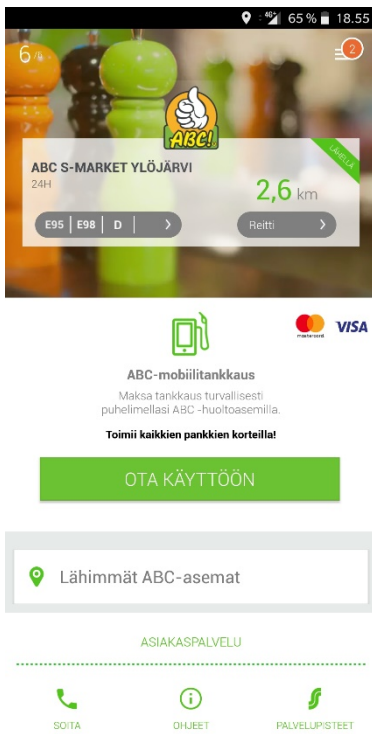 4G+ 65 % 18.55
6
2
ABC!
LÄHELLÄ
ABC S-MARKET YLÖJÄRVI
24H
2,6 km
E95 E98 D
Reitti
mastercard VISA
ABC-mobiilitankkaus
Maksa tankkaus turvallisesti
puhelimellasi ABC -huoltoasemilla.
Toimii kaikkien pankkien korteilla!
OTA KÄYTTÖÖN
Lähimmät ABC-asemat
ASIAKASPALVELU
SOITA OHJEET PALVELUPISTEET